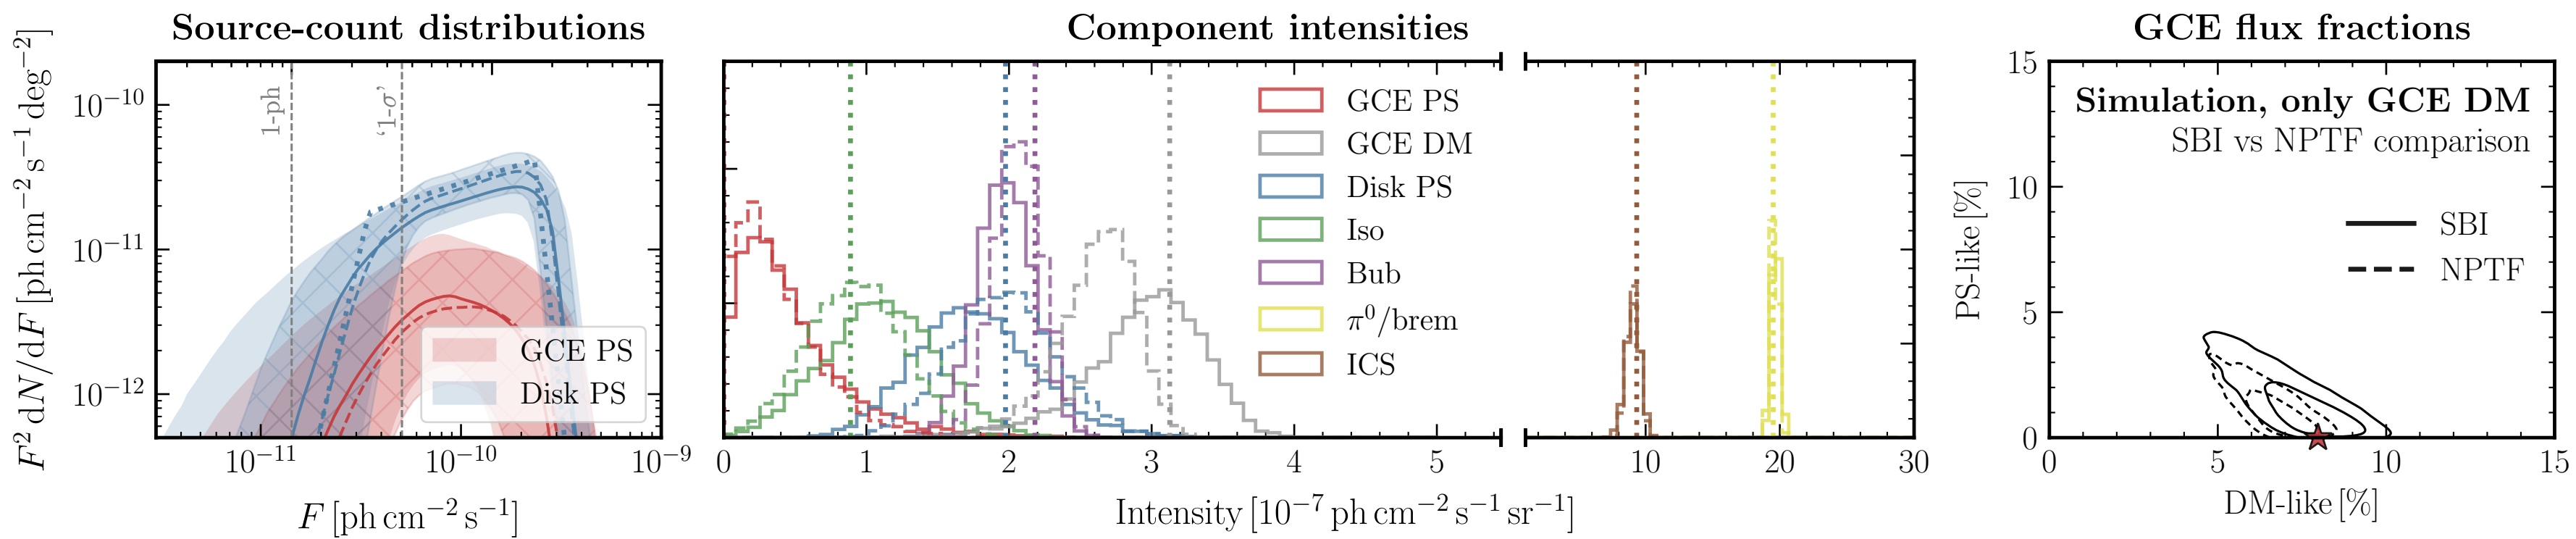 Source-count distributions
F² dN/dF [ph cm⁻² s⁻¹ deg⁻²]
10⁻¹⁰
10⁻¹¹
10⁻¹²
1-ph
‘1-σ’
GCE PS
Disk PS
10⁻¹¹ 10⁻¹⁰ 10⁻⁹
F [ph cm⁻² s⁻¹]
Component intensities
GCE PS
GCE DM
Disk PS
Iso
Bub
π⁰/brem
ICS
0 1 2 3 4 5 10 20 30
Intensity [10⁻⁷ ph cm⁻² s⁻¹ sr⁻¹]
GCE flux fractions
PS-like [%]
15
10
5
0
Simulation, only GCE DM
SBI vs NPTF comparison
SBI
NPTF
0 5 10 15
DM-like [%]